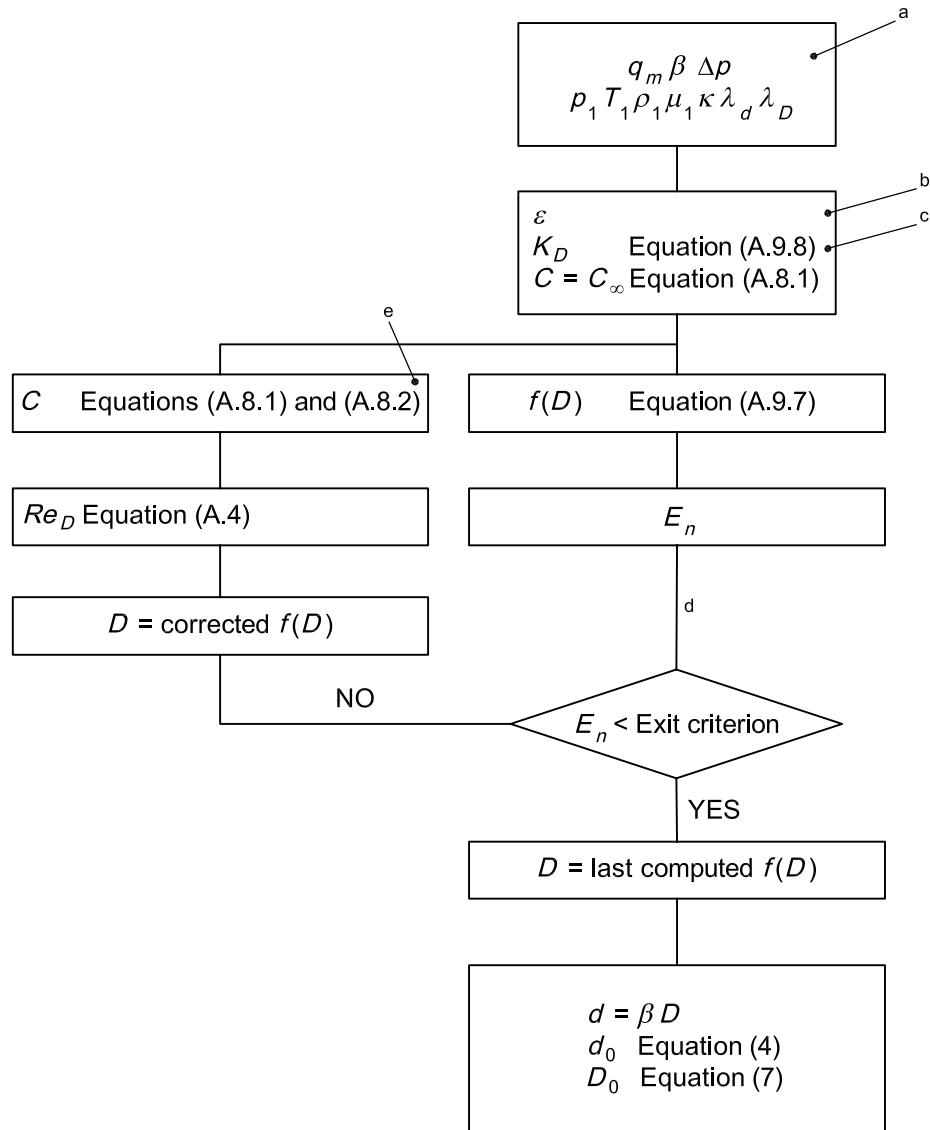 a
q_m β Δp
p_1 T_1 ρ_1 μ_1 κ λ_d λ_D
b
ε
c
K_D Equation (A.9.8)
C = C_∞ Equation (A.8.1)
e
C Equations (A.8.1) and (A.8.2)
f(D) Equation (A.9.7)
Re_D Equation (A.4)
E_n
d
D = corrected f(D)
NO
E_n < Exit criterion
YES
D = last computed f(D)
d = β D
d_0 Equation (4)
D_0 Equation (7)